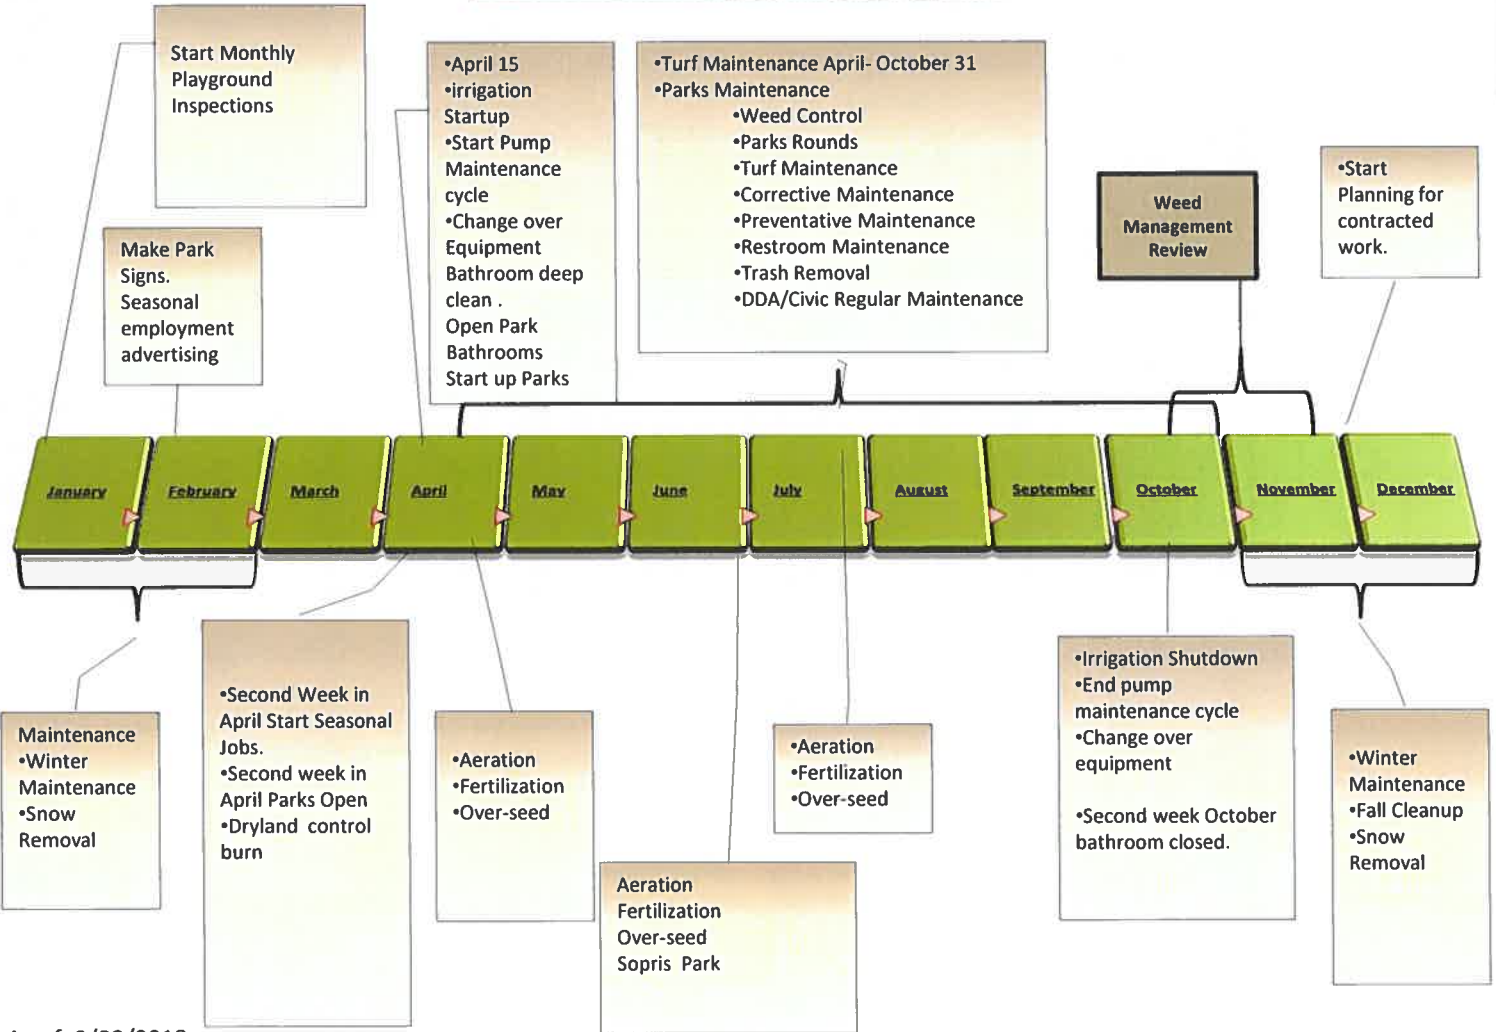 Start Monthly
Playground
Inspections
•April 15
•irrigation
Startup
•Start Pump
Maintenance
cycle
•Change over
Equipment
Bathroom deep
clean .
Open Park
Bathrooms
Start up Parks
•Turf Maintenance April- October 31
•Parks Maintenance
•Weed Control
•Parks Rounds
•Turf Maintenance
•Corrective Maintenance
•Preventative Maintenance
•Restroom Maintenance
•Trash Removal
•DDA/Civic Regular Maintenance
Weed
Management
Review
•Start
Planning for
contracted
work.
Make Park
Signs.
Seasonal
employment
advertising
January
February
March
April
May
June
July
August
September
October
November
December
Maintenance
•Winter
Maintenance
•Snow
Removal
•Second Week in
April Start Seasonal
Jobs.
•Second week in
April Parks Open
•Dryland control
burn
•Aeration
•Fertilization
•Over-seed
Aeration
Fertilization
Over-seed
Sopris Park
•Aeration
•Fertilization
•Over-seed
•Irrigation Shutdown
•End pump
maintenance cycle
•Change over
equipment
•Second week October
bathroom closed.
•Winter
Maintenance
•Fall Cleanup
•Snow
Removal